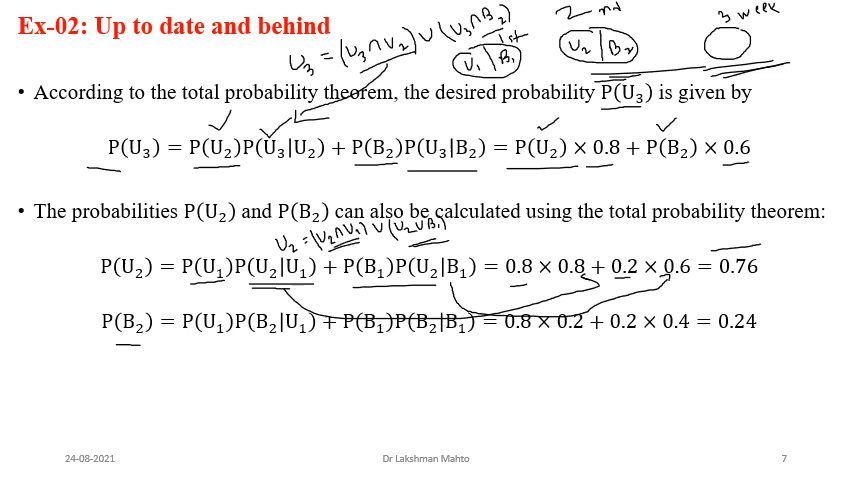 Ex-02: Up to date and behind
U₃ = (U₃∩U₂) ∪ (U₃∩B₂)
1st
U₁ | B₁
2nd
U₂ | B₂
3 week
• According to the total probability theorem, the desired probability P(U₃) is given by
P(U₃) = P(U₂)P(U₃|U₂) + P(B₂)P(U₃|B₂) = P(U₂) × 0.8 + P(B₂) × 0.6
• The probabilities P(U₂) and P(B₂) can also be calculated using the total probability theorem:
U₂ = (U₂∩U₁) ∪ (U₂∪B₁)
P(U₂) = P(U₁)P(U₂|U₁) + P(B₁)P(U₂|B₁) = 0.8 × 0.8 + 0.2 × 0.6 = 0.76
P(B₂) = P(U₁)P(B₂|U₁) + P(B₁)P(B₂|B₁) = 0.8 × 0.2 + 0.2 × 0.4 = 0.24
24-08-2021
Dr Lakshman Mahto
7